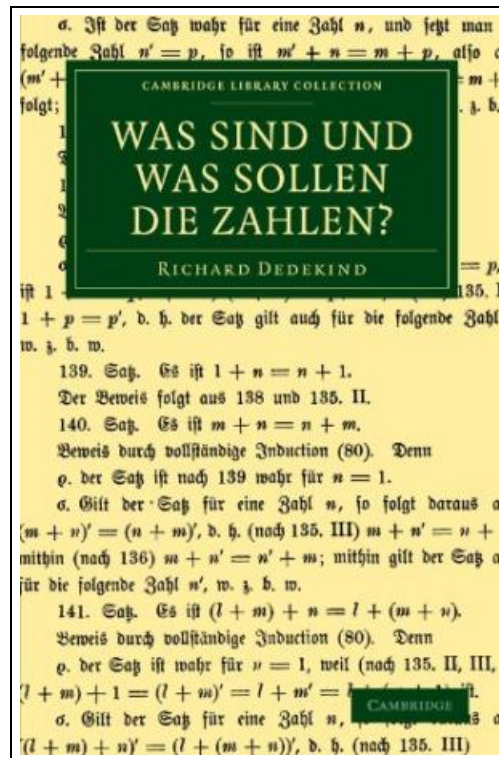 σ. Ist der Satz wahr für eine Zahl n, und setzt man
folgende Zahl n' = p, so ist m' + n = m + p, also
(m' +
= m +
folgt;
z. b.
CAMBRIDGE LIBRARY COLLECTION
WAS SIND UND
WAS SOLLEN
DIE ZAHLEN?
RICHARD DEDEKIND
= p,
ist 1 +
135.
1 + p = p', d. h. der Satz gilt auch für die folgende Zahl
w. z. b. w.
139. Satz. Es ist 1 + n = n + 1.
Der Beweis folgt aus 138 und 135. II.
140. Satz. Es ist m + n = n + m.
Beweis durch vollständige Induction (80). Denn
ϱ. der Satz ist nach 139 wahr für n = 1.
σ. Gilt der Satz für eine Zahl n, so folgt daraus
(m + n)' = (n + m)', d. h. (nach 135. III) m + n' = n +
mithin (nach 136) m + n' = n' + m; mithin gilt der Satz
für die folgende Zahl n', w. z. b. w.
141. Satz. Es ist (l + m) + n = l + (m + n).
Beweis durch vollständige Induction (80). Denn
ϱ. der Satz ist wahr für n = 1, weil (nach 135. II, III,
(l + m) + 1 = (l + m)' = l + m' =
σ. Gilt der Satz für eine Zahl n,
CAMBRIDGE
((l + m) + n)' = (l + (m + n))', d. h. (nach 135. III)